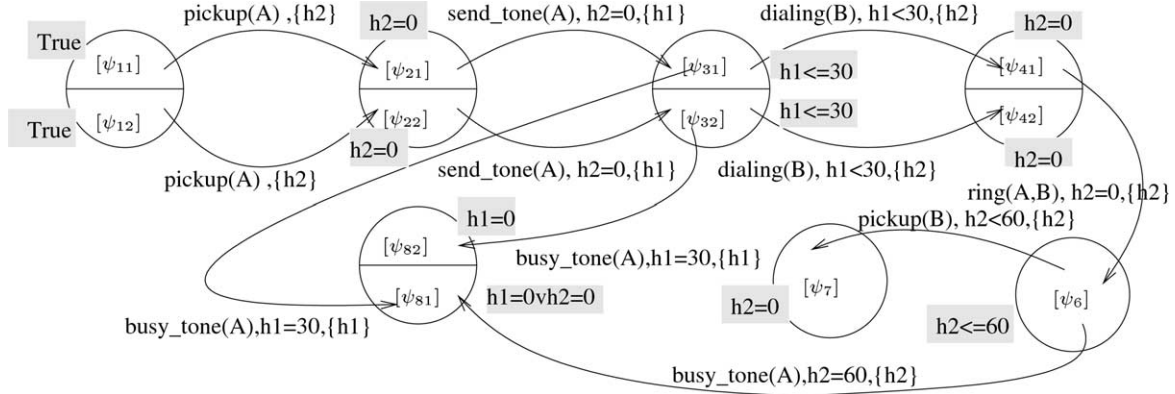 pickup(A) ,{h2}
send_tone(A), h2=0,{h1}
dialing(B), h1<30,{h2}
h2=0
h2=0
True
[ψ11]
[ψ21]
[ψ31]
h1<=30
[ψ41]
True
[ψ12]
[ψ22]
[ψ32]
h1<=30
[ψ42]
h2=0
h2=0
pickup(A) ,{h2}
send_tone(A), h2=0,{h1}
dialing(B), h1<30,{h2}
ring(A,B), h2=0,{h2}
h1=0
pickup(B), h2<60,{h2}
[ψ82]
busy_tone(A),h1=30,{h1}
[ψ81]
h1=0vh2=0
h2=0
[ψ7]
[ψ6]
h2<=60
busy_tone(A),h1=30,{h1}
busy_tone(A),h2=60,{h2}